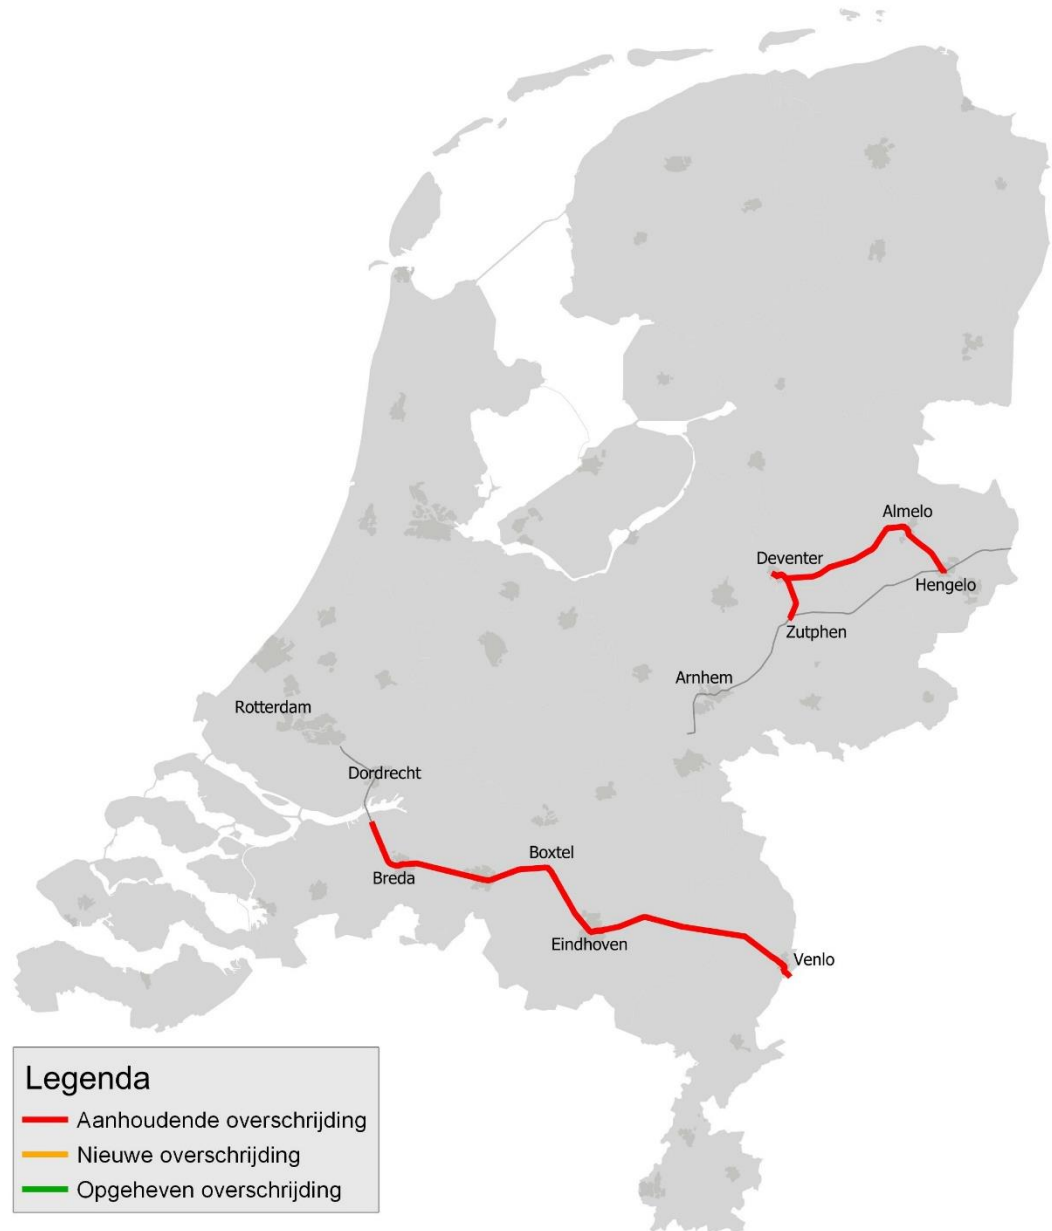 Almelo
Deventer
Hengelo
Zutphen
Arnhem
Rotterdam
Dordrecht
Boxtel
Breda
Eindhoven
Venlo
Legenda
Aanhoudende overschrijding
Nieuwe overschrijding
Opgeheven overschrijding